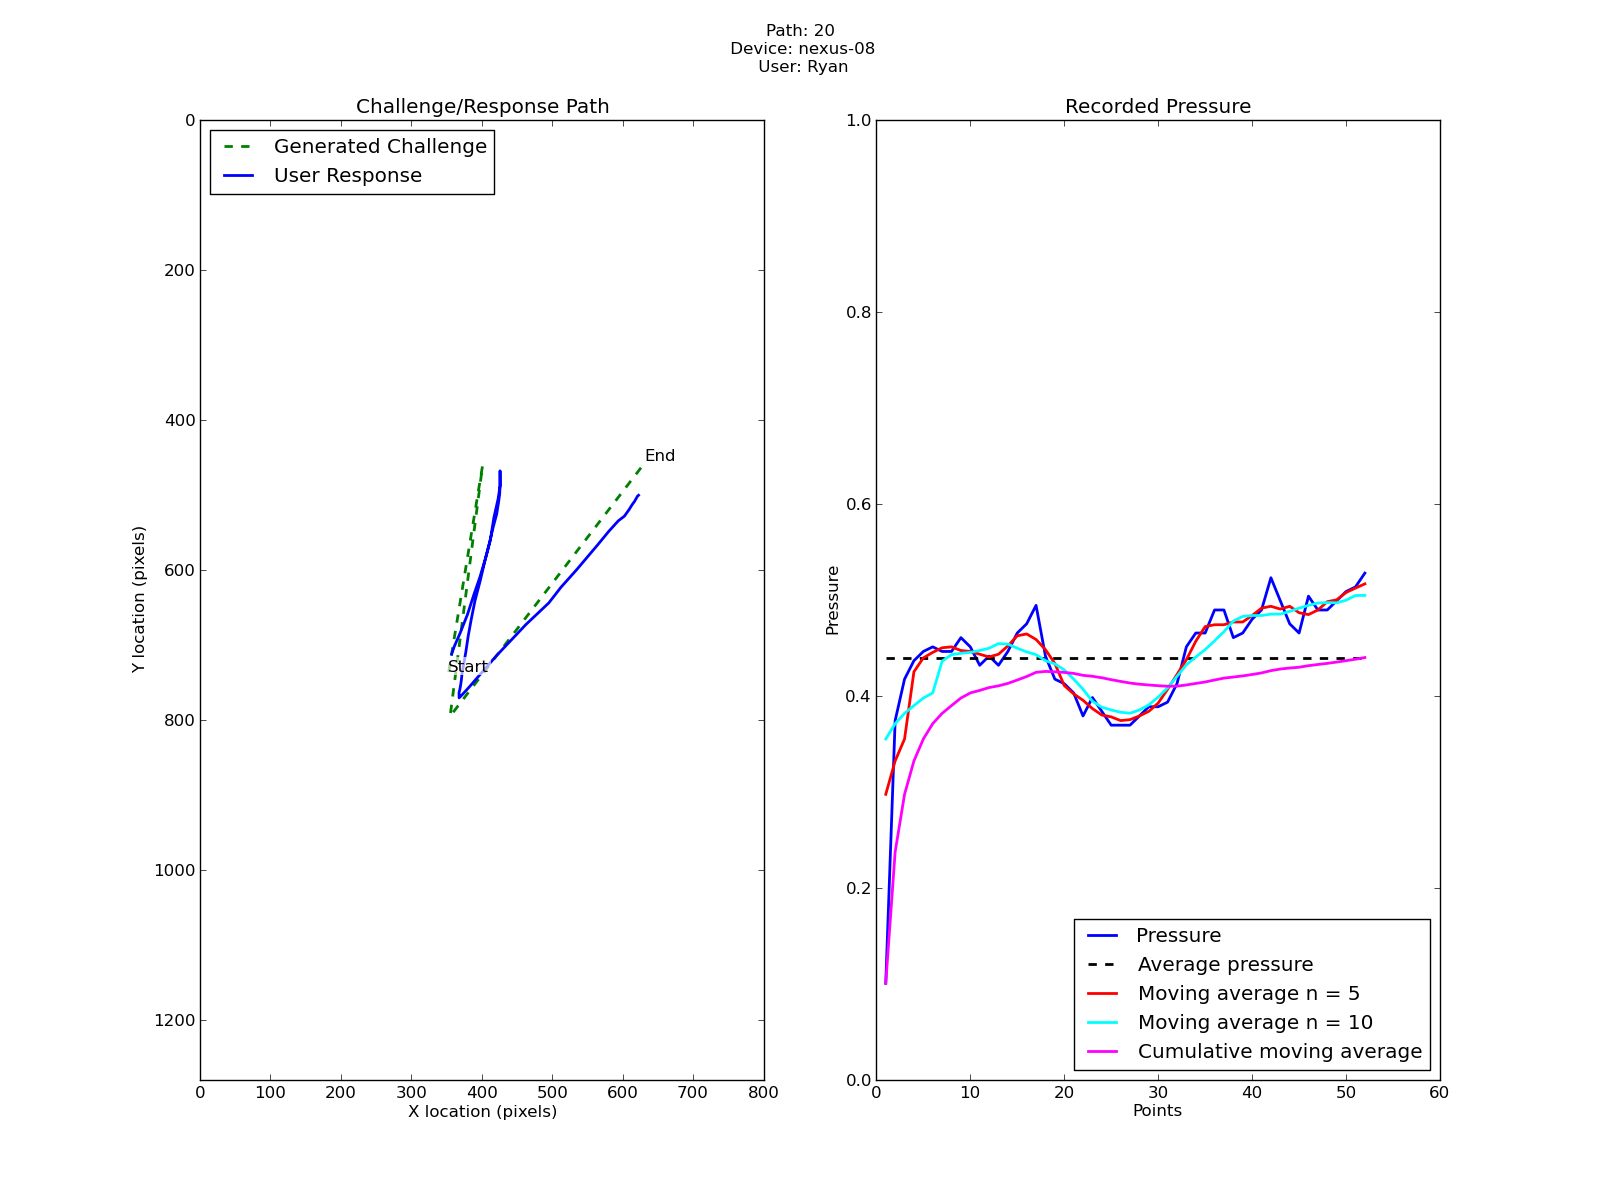 Path: 20
Device: nexus-08
User: Ryan
Challenge/Response Path
0
200
400
600
800
1000
1200
Y location (pixels)
Generated Challenge
User Response
End
Start
0 100 200 300 400 500 600 700 800
X location (pixels)
Recorded Pressure
1.0
0.8
0.6
0.4
0.2
0.0
Pressure
Pressure
Average pressure
Moving average n = 5
Moving average n = 10
Cumulative moving average
0 10 20 30 40 50 60
Points